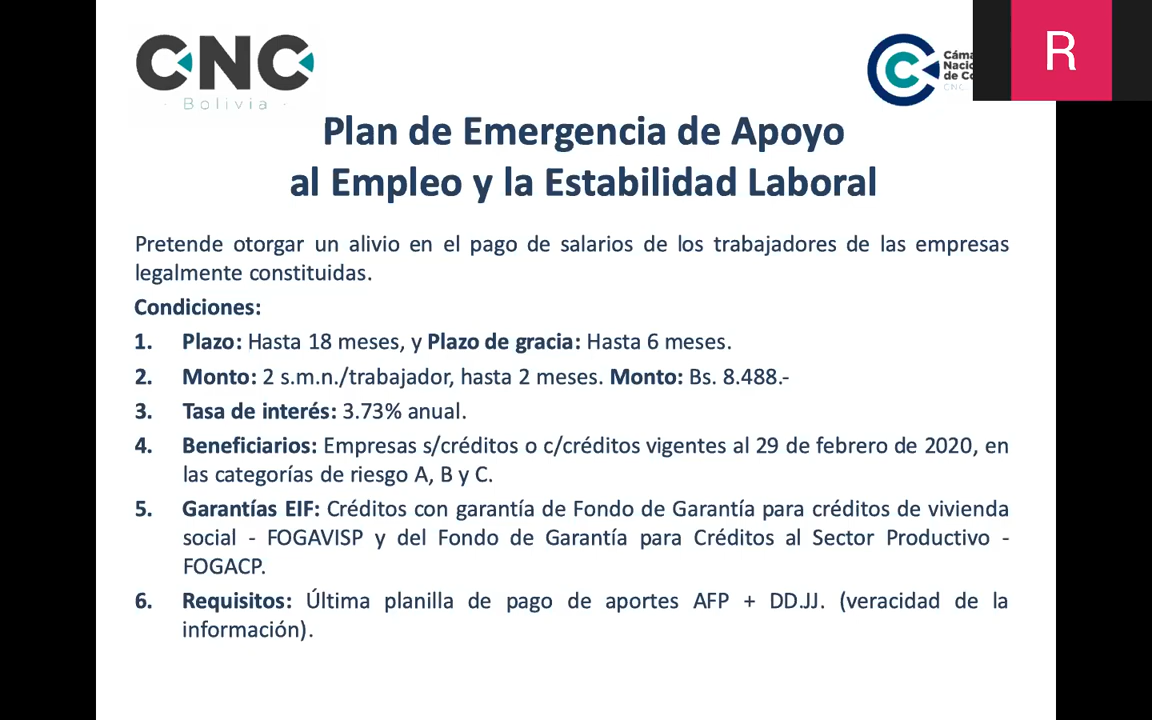 CNC
· Bolivia ·
Cáma
Nacio
de Co
CNC
R
Plan de Emergencia de Apoyo
al Empleo y la Estabilidad Laboral
Pretende otorgar un alivio en el pago de salarios de los trabajadores de las empresas
legalmente constituidas.
Condiciones:
1. Plazo: Hasta 18 meses, y Plazo de gracia: Hasta 6 meses.
2. Monto: 2 s.m.n./trabajador, hasta 2 meses. Monto: Bs. 8.488.-
3. Tasa de interés: 3.73% anual.
4. Beneficiarios: Empresas s/créditos o c/créditos vigentes al 29 de febrero de 2020, en
las categorías de riesgo A, B y C.
5. Garantías EIF: Créditos con garantía de Fondo de Garantía para créditos de vivienda
social - FOGAVISP y del Fondo de Garantía para Créditos al Sector Productivo -
FOGACP.
6. Requisitos: Última planilla de pago de aportes AFP + DD.JJ. (veracidad de la
información).